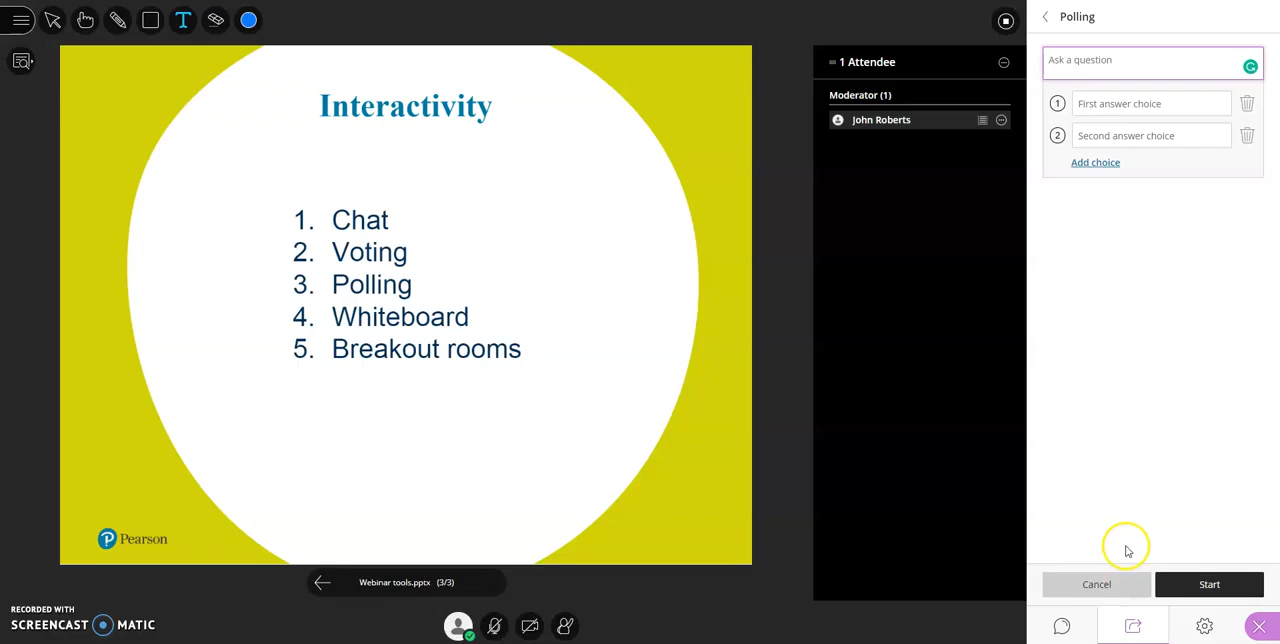 T
Polling
Ask a question
1 First answer choice
2 Second answer choice
Add choice
1 Attendee
Moderator (1)
John Roberts
Interactivity
1. Chat
2. Voting
3. Polling
4. Whiteboard
5. Breakout rooms
P Pearson
Webinar tools.pptx (3/3)
Cancel
Start
RECORDED WITH
SCREENCAST MATIC